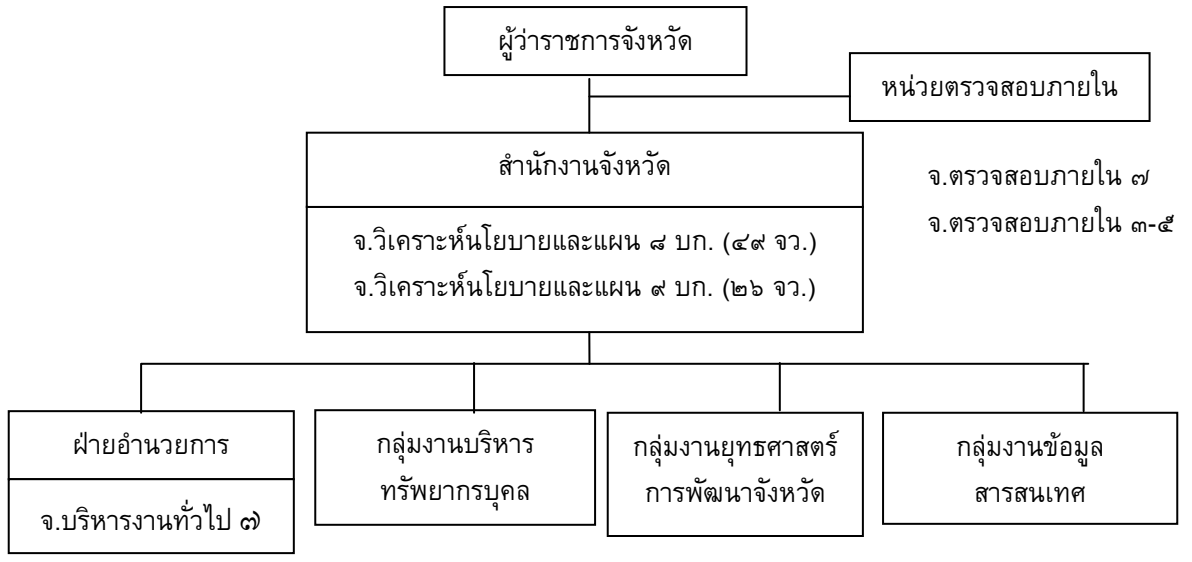 ผู้ว่าราชการจังหวัด
หน่วยตรวจสอบภายใน
สำนักงานจังหวัด
จ.ตรวจสอบภายใน ๗
จ.ตรวจสอบภายใน ๓-๕
จ.วิเคราะห์นโยบายและแผน ๘ บก. (๔๙ จว.)
จ.วิเคราะห์นโยบายและแผน ๙ บก. (๒๖ จว.)
ฝ่ายอำนวยการ
จ.บริหารงานทั่วไป ๗
กลุ่มงานบริหาร
ทรัพยากรบุคล
กลุ่มงานยุทธศาสตร์
การพัฒนาจังหวัด
กลุ่มงานข้อมูล
สารสนเทศ